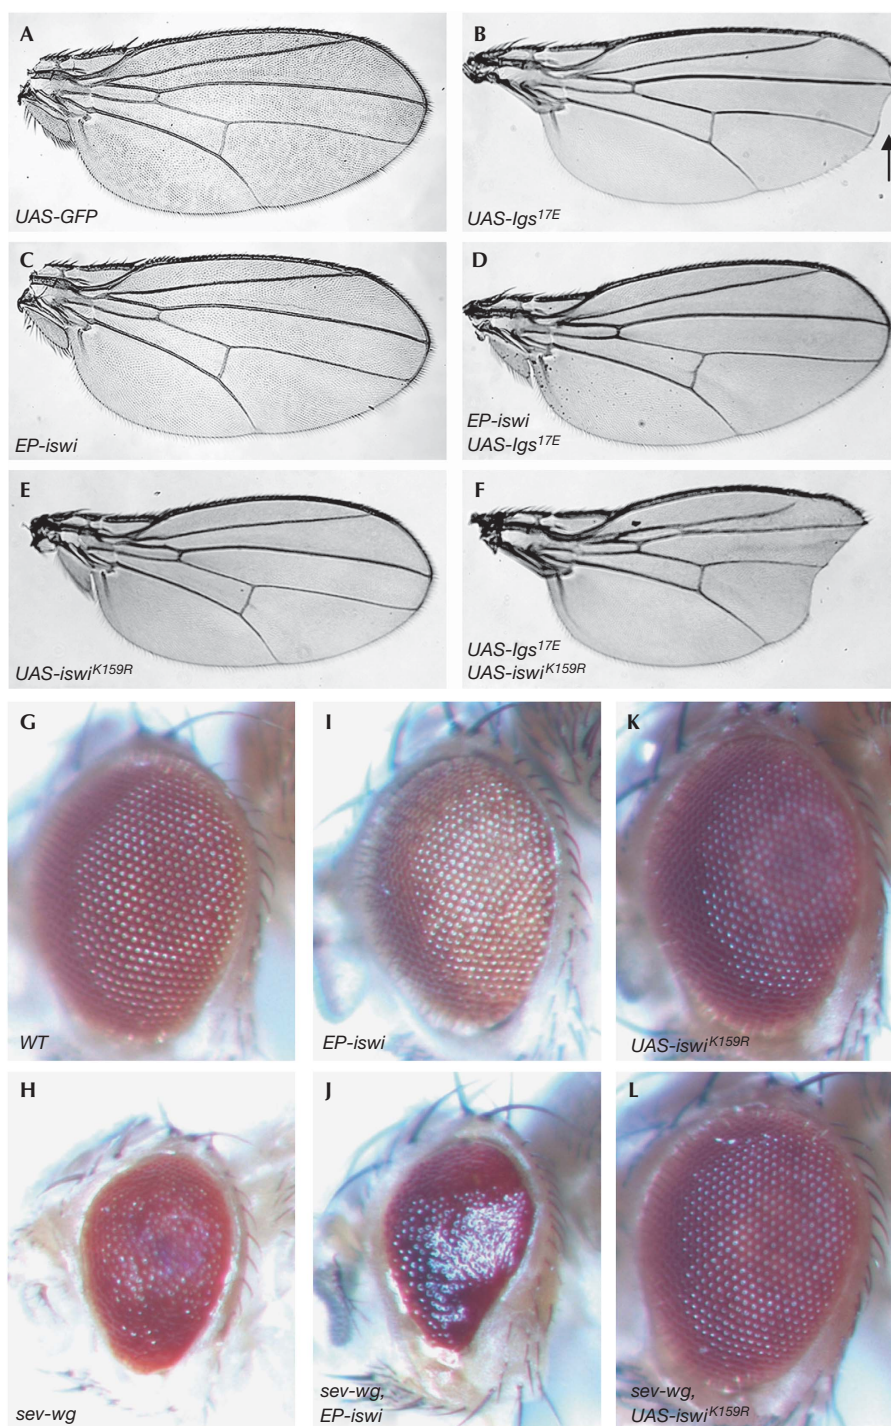 A
UAS-GFP
B
UAS-lgs17E
C
EP-iswi
D
EP-iswi
UAS-lgs17E
E
UAS-iswiK159R
F
UAS-lgs17E
UAS-iswiK159R
G
WT
I
EP-iswi
K
UAS-iswiK159R
H
sev-wg
J
sev-wg,
EP-iswi
L
sev-wg,
UAS-iswiK159R